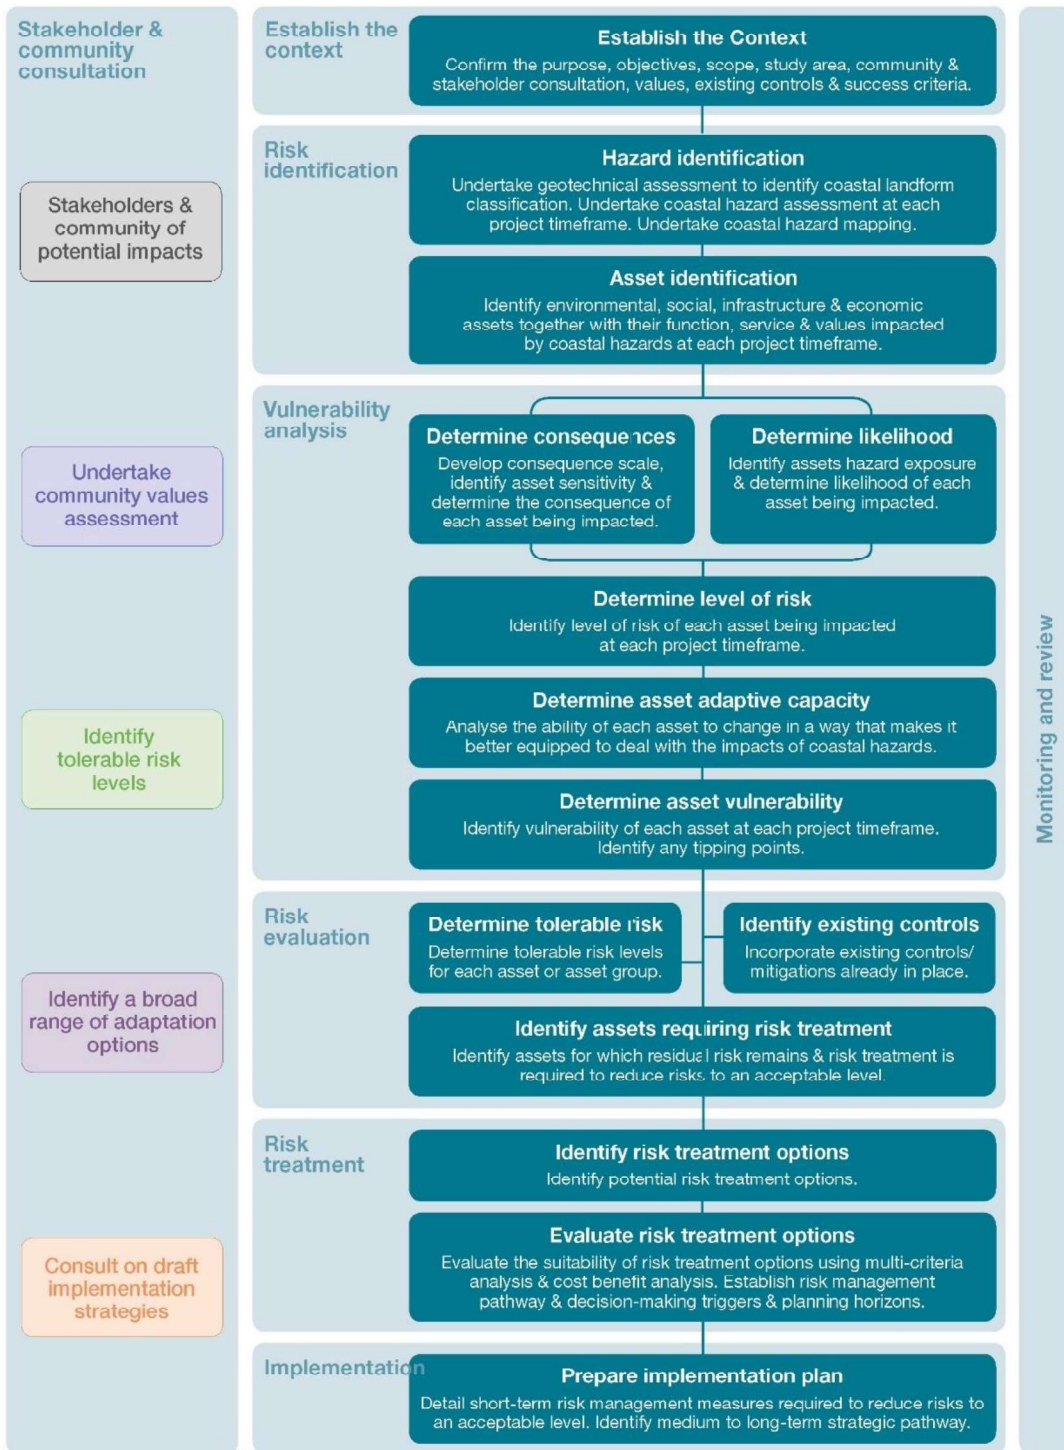 Stakeholder &
community
consultation
Stakeholders &
community of
potential impacts
Undertake
community values
assessment
Identify
tolerable risk
levels
Identify a broad
range of adaptation
options
Consult on draft
implementation
strategies
Establish the
context
Establish the Context
Confirm the purpose, objectives, scope, study area, community &
stakeholder consultation, values, existing controls & success criteria.
Risk
identification
Hazard identification
Undertake geotechnical assessment to identify coastal landform
classification. Undertake coastal hazard assessment at each
project timeframe. Undertake coastal hazard mapping.
Asset identification
Identify environmental, social, infrastructure & economic
assets together with their function, service & values impacted
by coastal hazards at each project timeframe.
Vulnerability
analysis
Determine consequences
Develop consequence scale,
identify asset sensitivity &
determine the consequence of
each asset being impacted.
Determine likelihood
Identify assets hazard exposure
& determine likelihood of each
asset being impacted.
Determine level of risk
Identify level of risk of each asset being impacted
at each project timeframe.
Determine asset adaptive capacity
Analyse the ability of each asset to change in a way that makes it
better equipped to deal with the impacts of coastal hazards.
Determine asset vulnerability
Identify vulnerability of each asset at each project timeframe.
Identify any tipping points.
Risk
evaluation
Determine tolerable risk
Determine tolerable risk levels
for each asset or asset group.
Identify existing controls
Incorporate existing controls/
mitigations already in place.
Identify assets requiring risk treatment
Identify assets for which residual risk remains & risk treatment is
required to reduce risks to an acceptable level.
Risk
treatment
Identify risk treatment options
Identify potential risk treatment options.
Evaluate risk treatment options
Evaluate the suitability of risk treatment options using multi-criteria
analysis & cost benefit analysis. Establish risk management
pathway & decision-making triggers & planning horizons.
Implementation
Prepare implementation plan
Detail short-term risk management measures required to reduce risks to
an acceptable level. Identify medium to long-term strategic pathway.
Monitoring and review